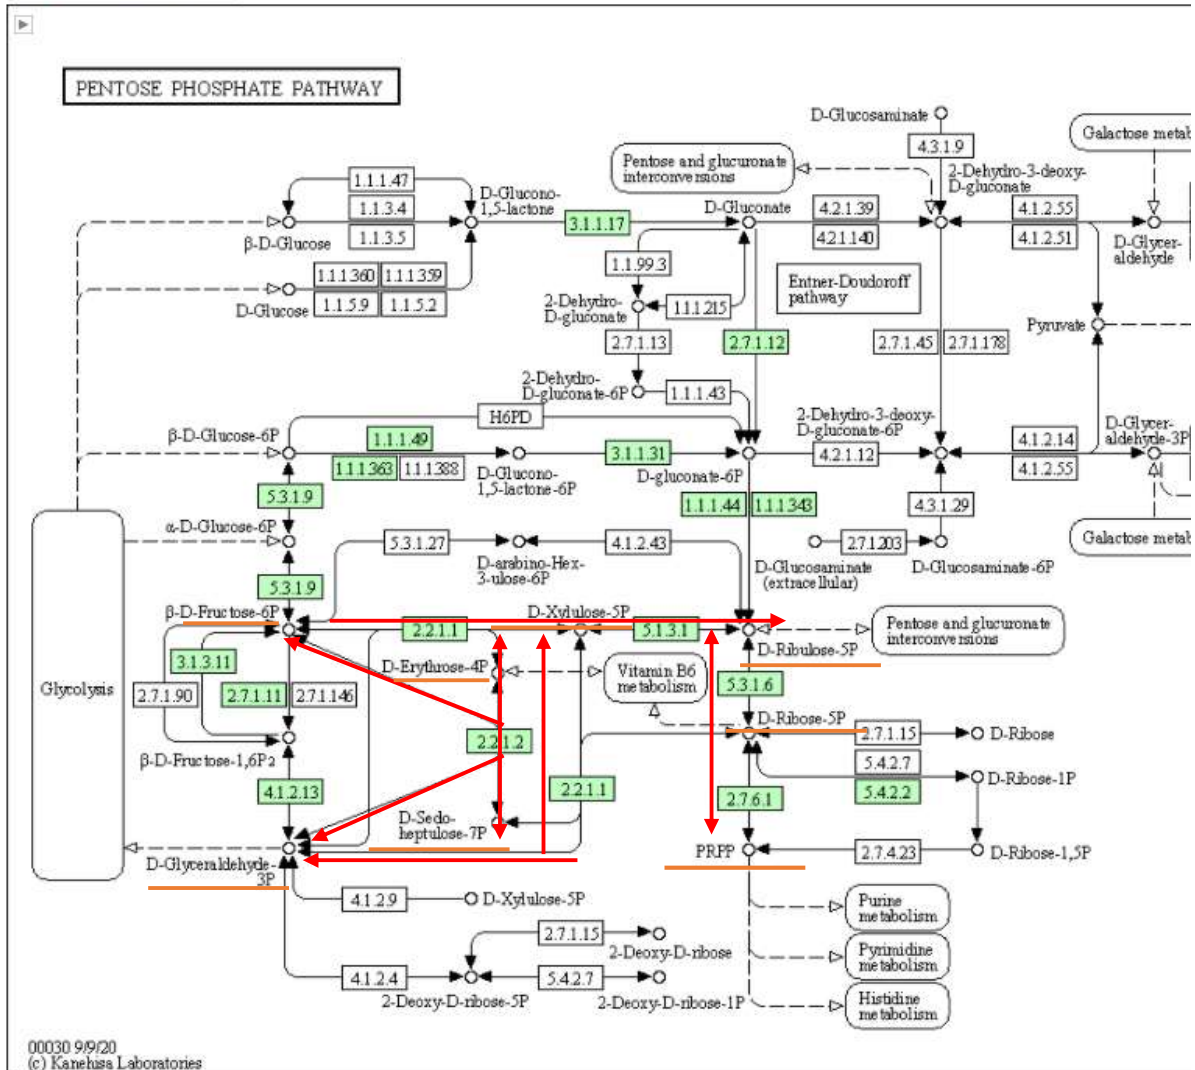 PENTOSE PHOSPHATE PATHWAY
D-Glucosaminate
4.3.1.9
Galactose metab
Pentose and glucuronate
interconversions
2-Dehydro-3-deoxy-
D-gluconate
1.1.1.47
D-Glucono-
1,5-lactone
1.1.3.4
1.1.3.5
β-D-Glucose
3.1.1.17
D-Gluconate
4.2.1.39
4.2.1.140
4.1.2.55
4.1.2.51
D-Glycer-
aldehyde
1.1.1.360
1.1.1.359
1.1.5.9
1.1.5.2
D-Glucose
1.1.99.3
Entner-Doudoroff
pathway
2-Dehydro-
D-gluconate
1.1.1.215
Pyruvate
2.7.1.13
2.7.1.12
2.7.1.45
2.7.1.178
2-Dehydro-
D-gluconate-6P
1.1.1.43
H6PD
β-D-Glucose-6P
1.1.1.49
1.1.1.363
1.1.1.388
D-Glucono-
1,5-lactone-6P
3.1.1.31
D-gluconate-6P
2-Dehydro-3-deoxy-
D-gluconate-6P
4.2.1.12
4.1.2.14
4.1.2.55
D-Glycer-
aldehyde-3P
5.3.1.9
1.1.1.44
1.1.1.343
4.3.1.29
α-D-Glucose-6P
5.3.1.27
D-arabino-Hex-
3-ulose-6P
4.1.2.43
2.7.1.203
D-Glucosaminate
(extracellular)
D-Glucosaminate-6P
Galactose metab
5.3.1.9
β-D-Fructose-6P
2.2.1.1
D-Xylulose-5P
5.1.3.1
D-Ribulose-5P
Pentose and glucuronate
interconversions
3.1.3.11
D-Erythrose-4P
Vitamin B6
metabolism
5.3.1.6
Glycolysis
2.7.1.90
2.7.1.11
2.7.1.146
2.2.1.2
D-Ribose-5P
2.7.1.15
D-Ribose
β-D-Fructose-1,6P2
5.4.2.7
5.4.2.2
D-Ribose-1P
4.1.2.13
2.2.1.1
2.7.6.1
D-Sedo-
heptulose-7P
D-Glyceraldehyde-
3P
PRPP
2.7.4.23
D-Ribose-1,5P
4.1.2.9
D-Xylulose-5P
Purine
metabolism
2.7.1.15
2-Deoxy-D-ribose
Pyrimidine
metabolism
4.1.2.4
2-Deoxy-D-ribose-5P
5.4.2.7
2-Deoxy-D-ribose-1P
Histidine
metabolism
00030 9/9/20
(c) Kanehisa Laboratories